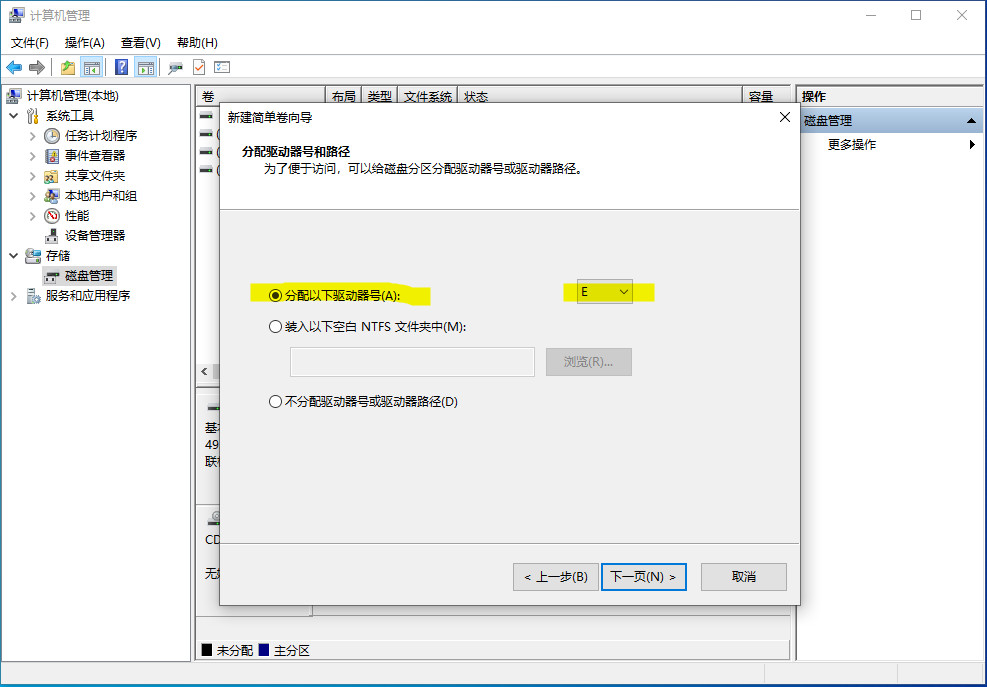 计算机管理
文件(F) 操作(A) 查看(V) 帮助(H)
计算机管理(本地)
系统工具
任务计划程序
事件查看器
共享文件夹
本地用户和组
性能
设备管理器
存储
磁盘管理
服务和应用程序
卷 布局 类型 文件系统 状态 容量
操作
磁盘管理
更多操作
新建简单卷向导
分配驱动器号和路径
为了便于访问，可以给磁盘分区分配驱动器号或驱动器路径。
分配以下驱动器号(A): E
装入以下空白 NTFS 文件夹中(M):
浏览(R)...
不分配驱动器号或驱动器路径(D)
< 上一步(B) 下一页(N) > 取消
未分配 主分区